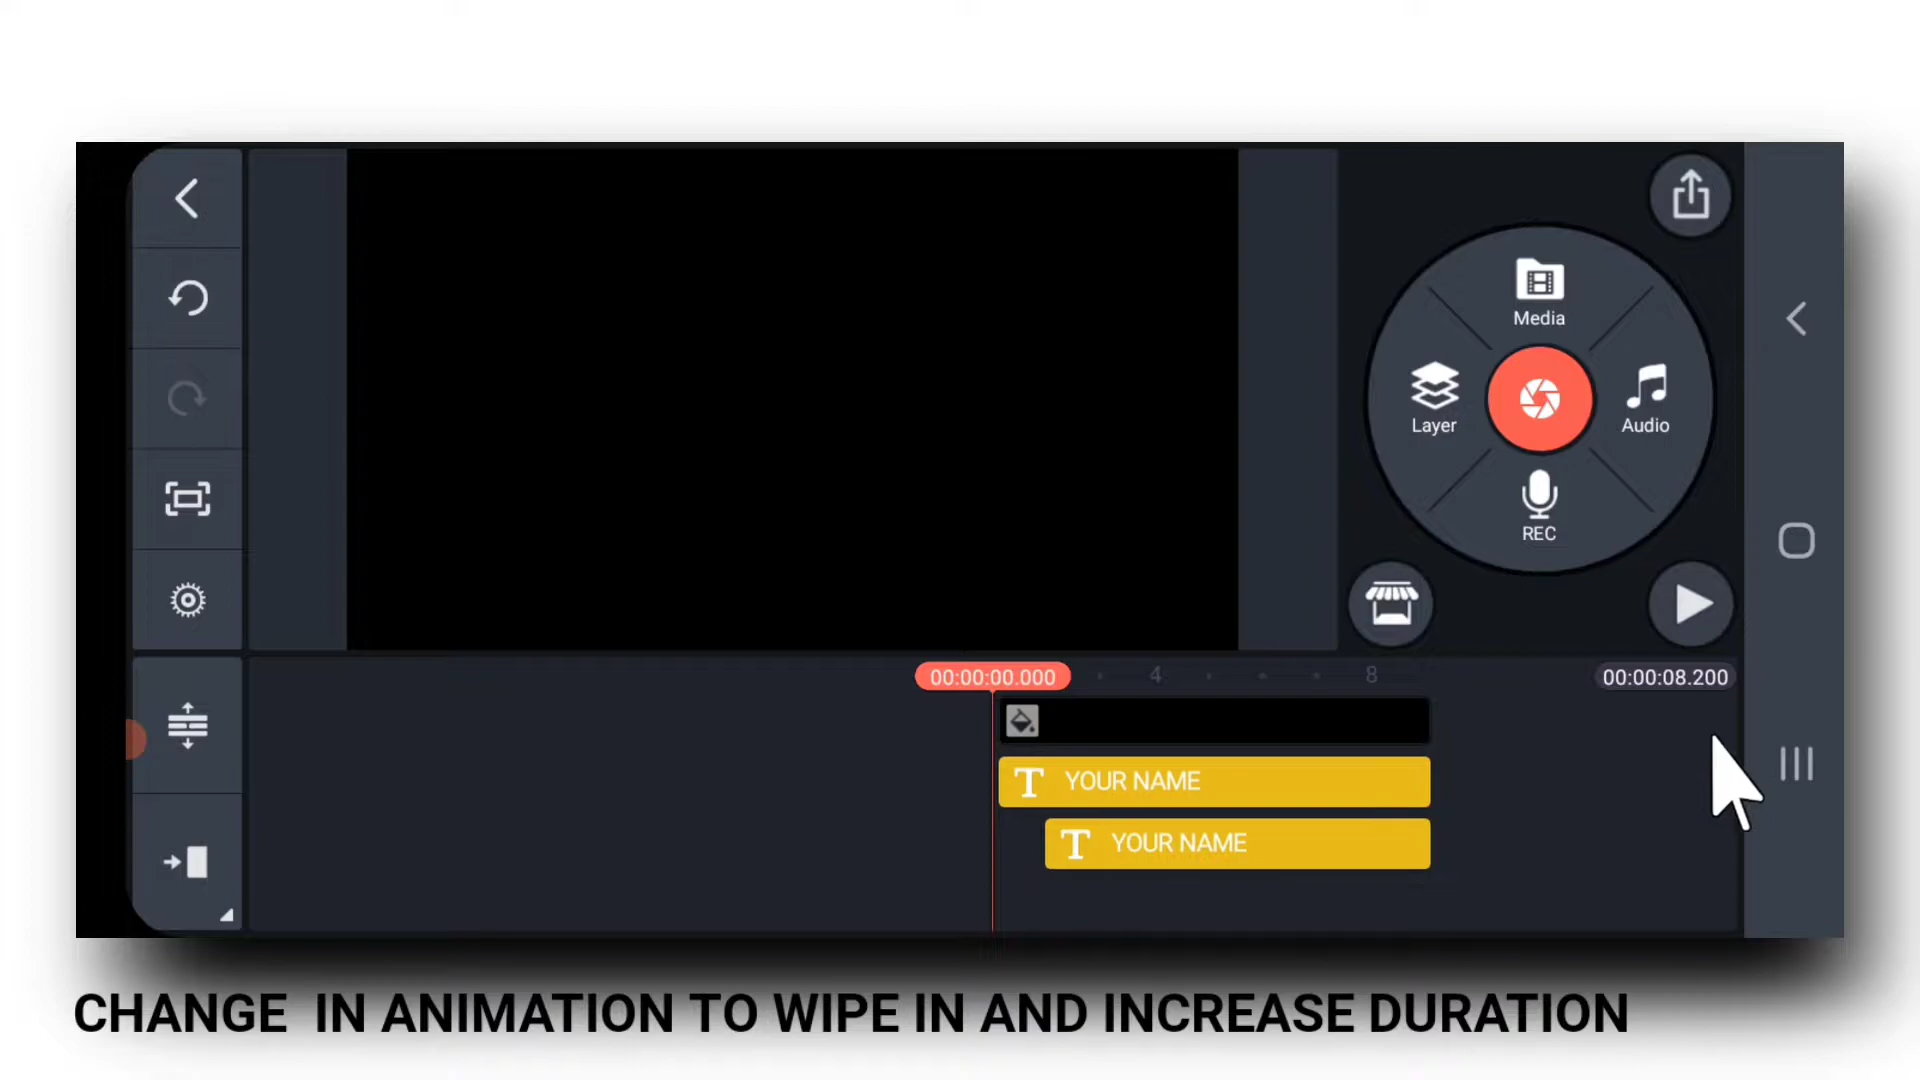 Media
Layer
Audio
REC
00:00:00.000
4
8
00:00:08.200
T YOUR NAME
T YOUR NAME
CHANGE  IN ANIMATION TO WIPE IN AND INCREASE DURATION